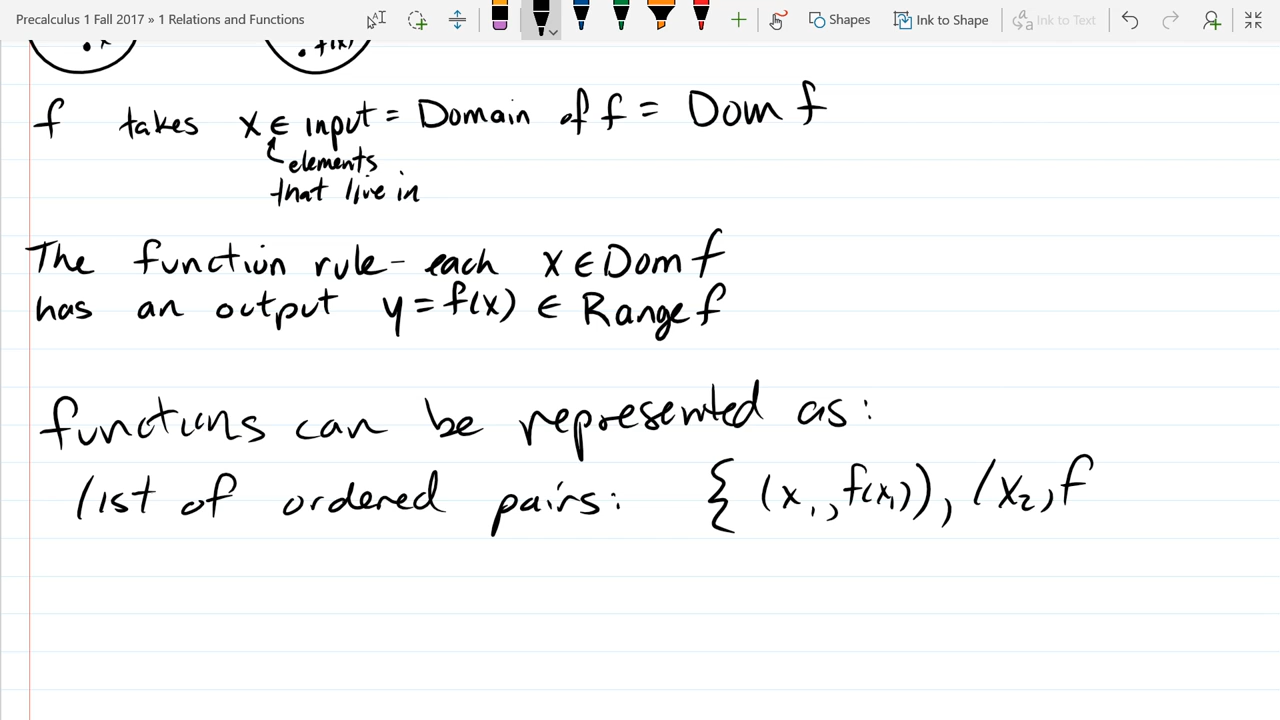 Precalculus 1 Fall 2017 » 1 Relations and Functions
Shapes
Ink to Shape
Ink to Text
x
f(x)
f takes x ∈ input = Domain of f = Dom f
elements
that live in
The function rule - each x ∈ Dom f
has an output y = f(x) ∈ Range f
functions can be represented as:
list of ordered pairs: { (x₁, f(x₁)), (x₂, f